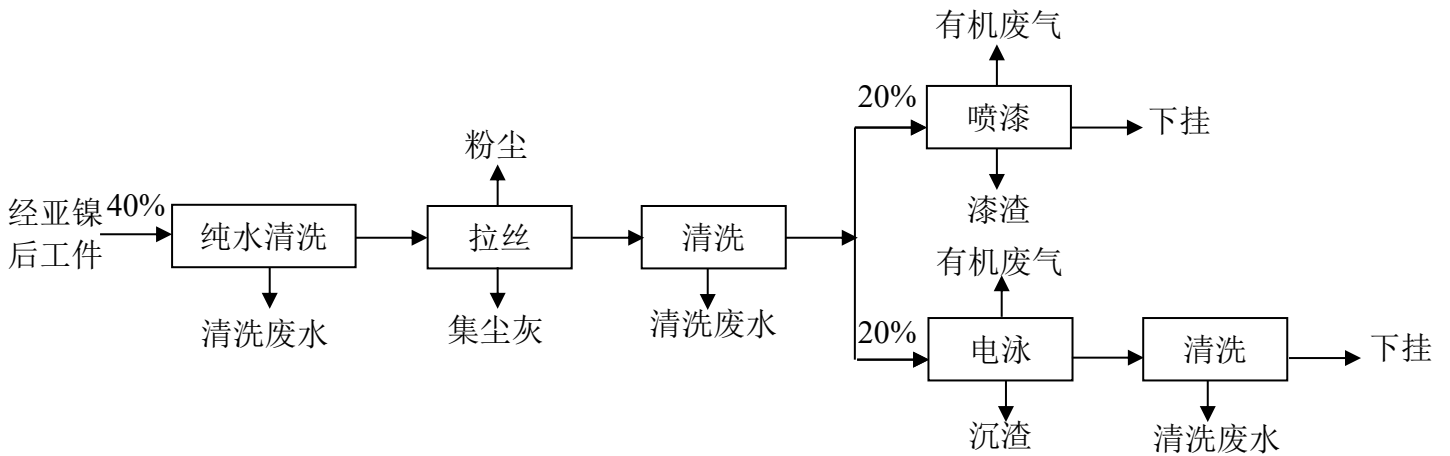 有机废气
20%
喷漆
下挂
漆渣
粉尘
经亚镍
后工件
40%
纯水清洗
拉丝
清洗
清洗废水
集尘灰
清洗废水
有机废气
20%
电泳
清洗
下挂
沉渣
清洗废水